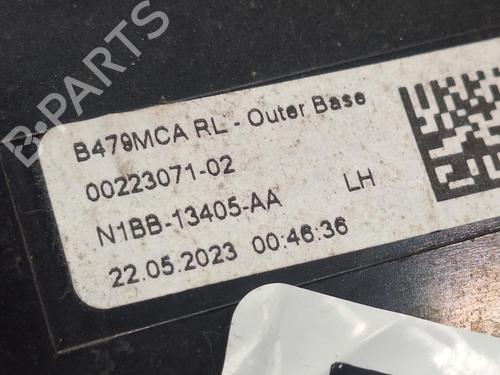 B-PARTS
B479MCA RL - Outer Base
00223071-02
N1BB-13405-AA LH
22.05.2023 00:46:36